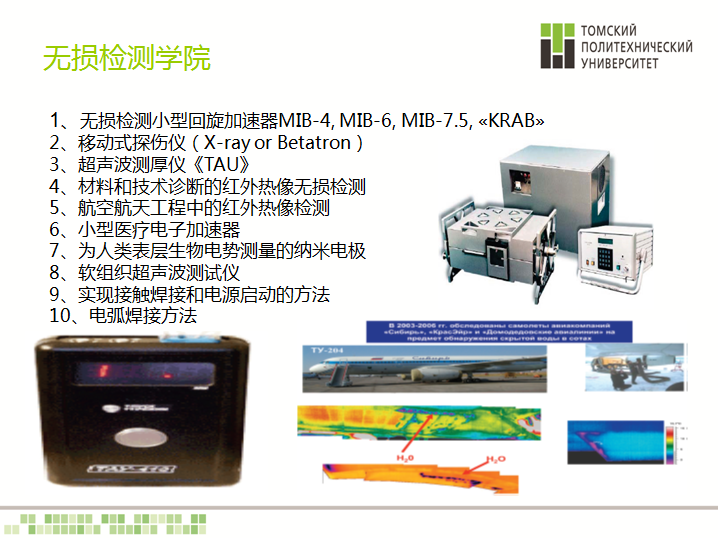 无损检测学院
ТОМСКИЙ
ПОЛИТЕХНИЧЕСКИЙ
УНИВЕРСИТЕТ
1、无损检测小型回旋加速器MIB-4, MIB-6, MIB-7.5, «KRAB»
2、移动式探伤仪（X-ray or Betatron）
3、超声波测厚仪《TAU》
4、材料和技术诊断的红外热像无损检测
5、航空航天工程中的红外热像检测
6、小型医疗电子加速器
7、为人类表层生物电势测量的纳米电极
8、软组织超声波测试仪
9、实现接触焊接和电源启动的方法
10、电弧焊接方法
В 2003-2006 гг. обследованы самолеты авиакомпаний
«Сибирь», «КрасЭйр» и «Домодедовские авиалинии» на
предмет обнаружения скрытой воды в сотах
ТУ-204
Сибирь
H₂O
H₂O